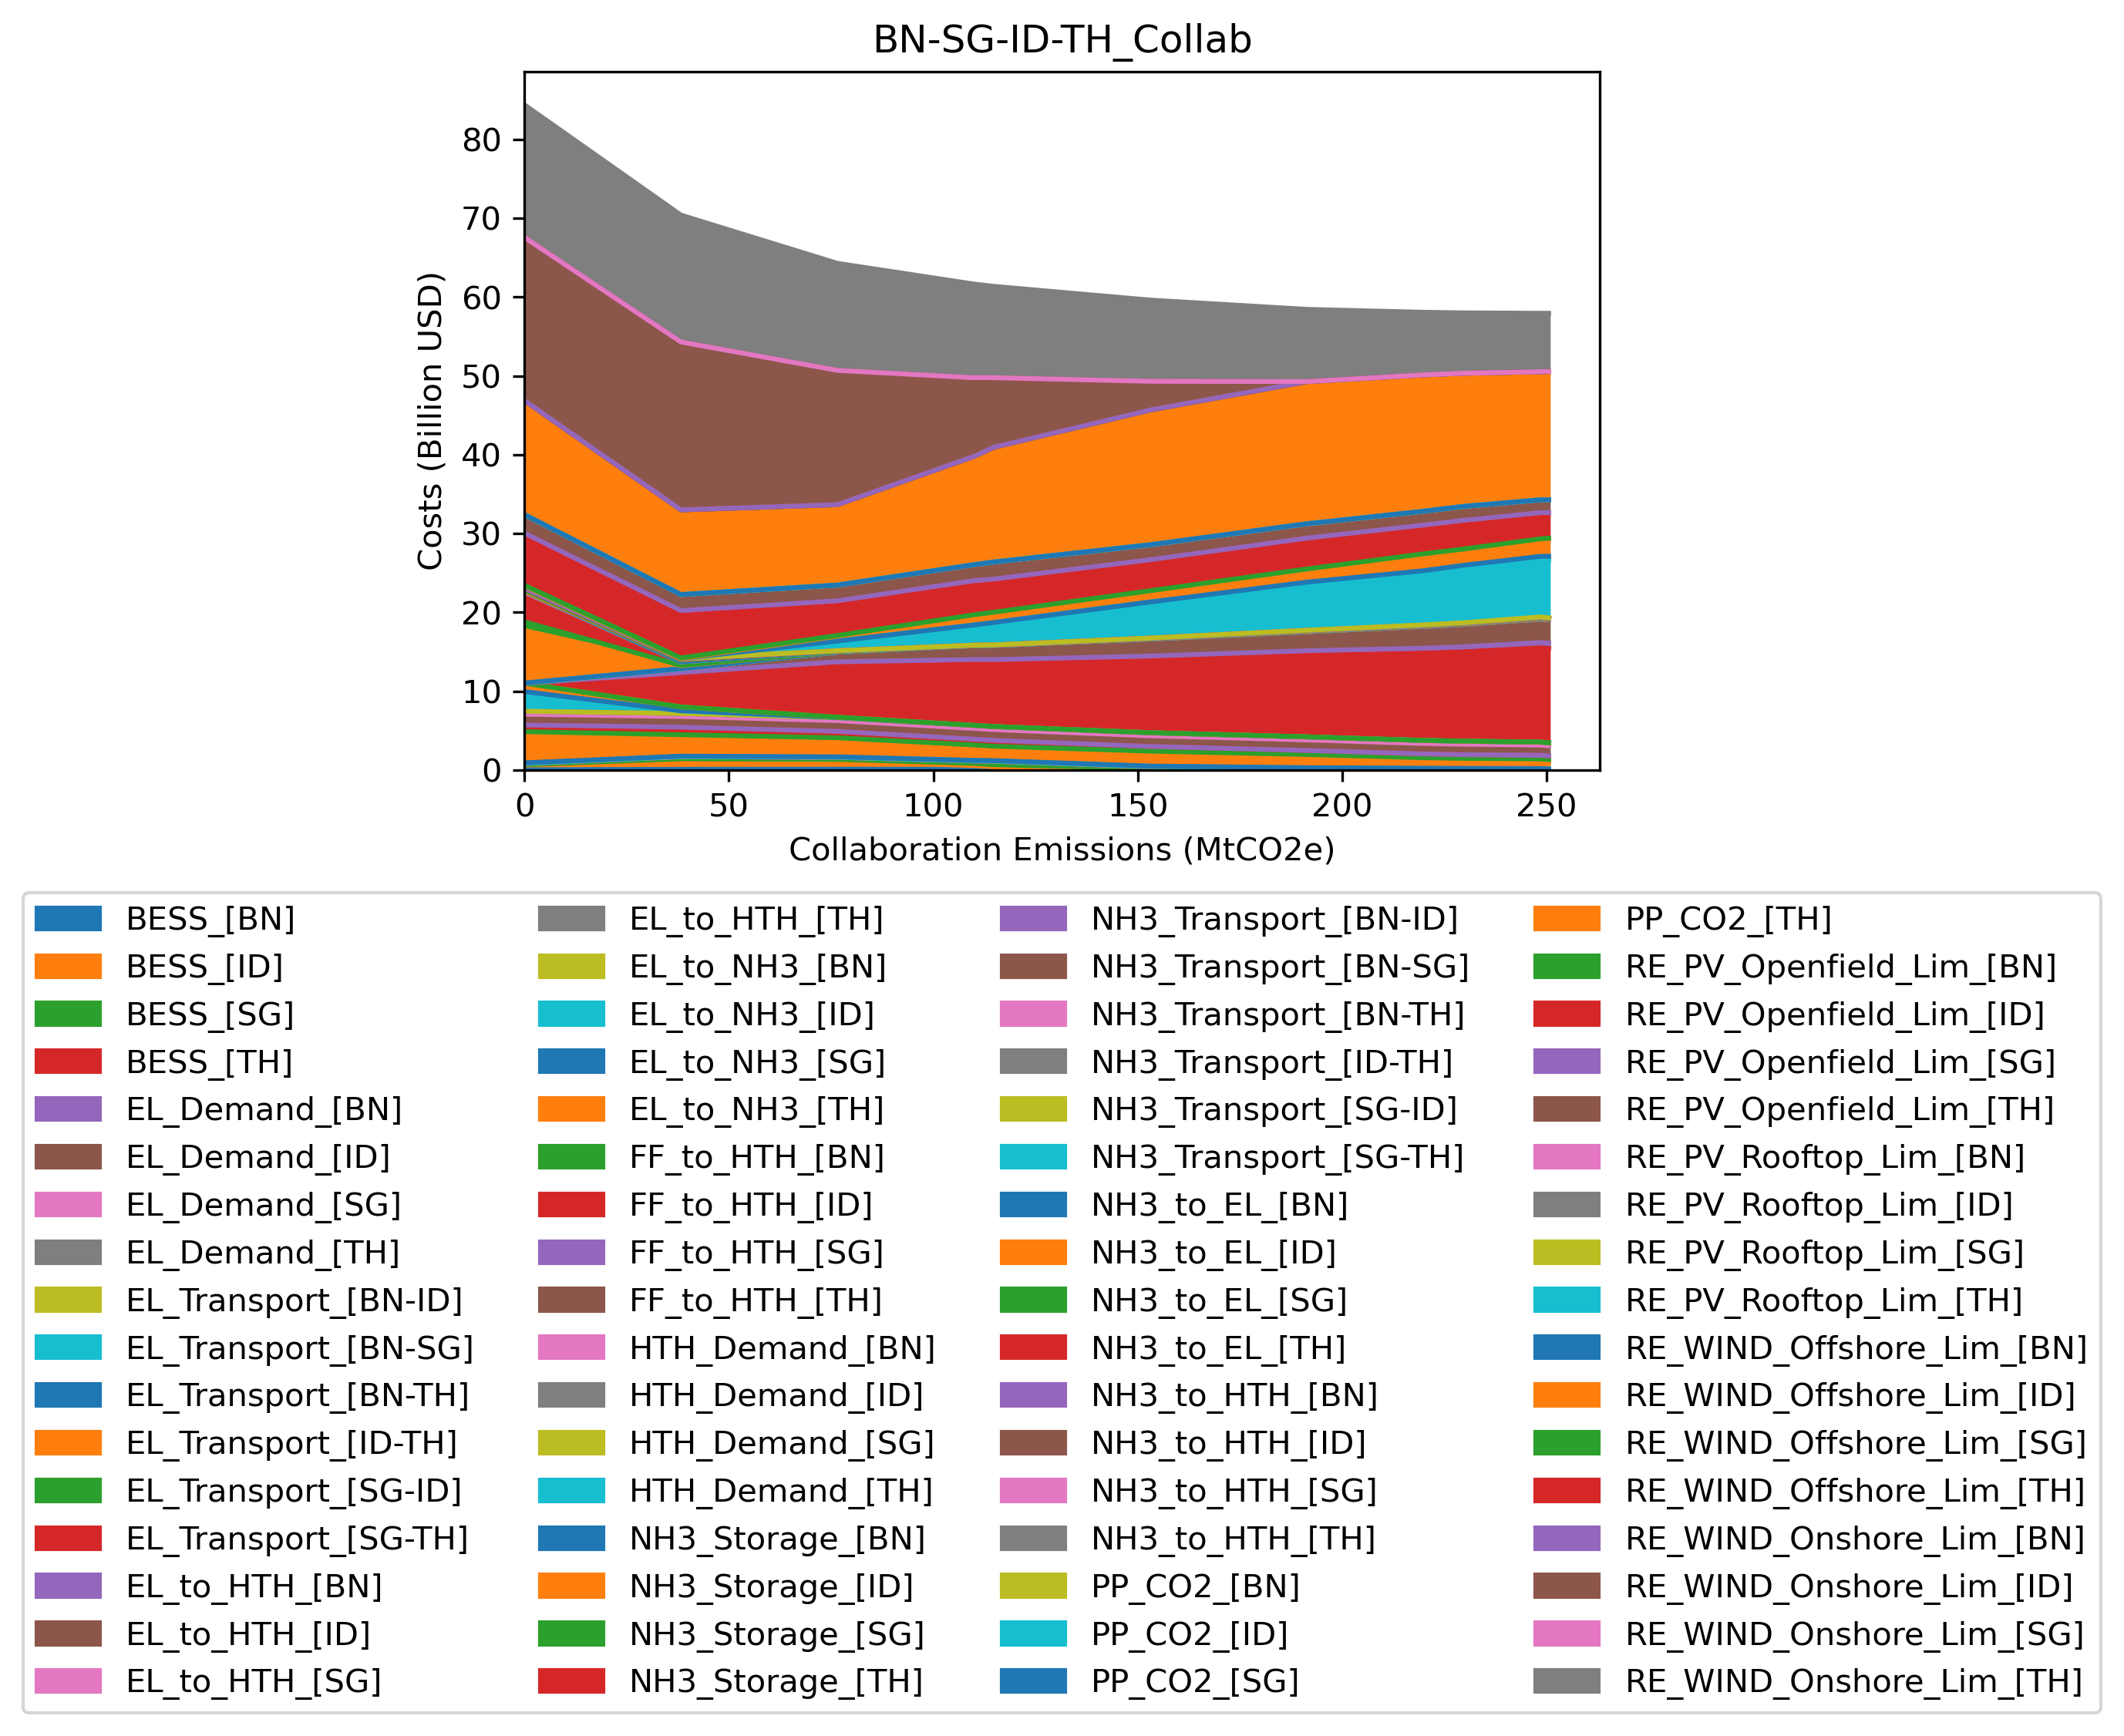 BN-SG-ID-TH_Collab
Costs (Billion USD)
80
70
60
50
40
30
20
10
0
0 50 100 150 200 250
Collaboration Emissions (MtCO2e)
BESS_[BN]
BESS_[ID]
BESS_[SG]
BESS_[TH]
EL_Demand_[BN]
EL_Demand_[ID]
EL_Demand_[SG]
EL_Demand_[TH]
EL_Transport_[BN-ID]
EL_Transport_[BN-SG]
EL_Transport_[BN-TH]
EL_Transport_[ID-TH]
EL_Transport_[SG-ID]
EL_Transport_[SG-TH]
EL_to_HTH_[BN]
EL_to_HTH_[ID]
EL_to_HTH_[SG]
EL_to_HTH_[TH]
EL_to_NH3_[BN]
EL_to_NH3_[ID]
EL_to_NH3_[SG]
EL_to_NH3_[TH]
FF_to_HTH_[BN]
FF_to_HTH_[ID]
FF_to_HTH_[SG]
FF_to_HTH_[TH]
HTH_Demand_[BN]
HTH_Demand_[ID]
HTH_Demand_[SG]
HTH_Demand_[TH]
NH3_Storage_[BN]
NH3_Storage_[ID]
NH3_Storage_[SG]
NH3_Storage_[TH]
NH3_Transport_[BN-ID]
NH3_Transport_[BN-SG]
NH3_Transport_[BN-TH]
NH3_Transport_[ID-TH]
NH3_Transport_[SG-ID]
NH3_Transport_[SG-TH]
NH3_to_EL_[BN]
NH3_to_EL_[ID]
NH3_to_EL_[SG]
NH3_to_EL_[TH]
NH3_to_HTH_[BN]
NH3_to_HTH_[ID]
NH3_to_HTH_[SG]
NH3_to_HTH_[TH]
PP_CO2_[BN]
PP_CO2_[ID]
PP_CO2_[SG]
PP_CO2_[TH]
RE_PV_Openfield_Lim_[BN]
RE_PV_Openfield_Lim_[ID]
RE_PV_Openfield_Lim_[SG]
RE_PV_Openfield_Lim_[TH]
RE_PV_Rooftop_Lim_[BN]
RE_PV_Rooftop_Lim_[ID]
RE_PV_Rooftop_Lim_[SG]
RE_PV_Rooftop_Lim_[TH]
RE_WIND_Offshore_Lim_[BN]
RE_WIND_Offshore_Lim_[ID]
RE_WIND_Offshore_Lim_[SG]
RE_WIND_Offshore_Lim_[TH]
RE_WIND_Onshore_Lim_[BN]
RE_WIND_Onshore_Lim_[ID]
RE_WIND_Onshore_Lim_[SG]
RE_WIND_Onshore_Lim_[TH]